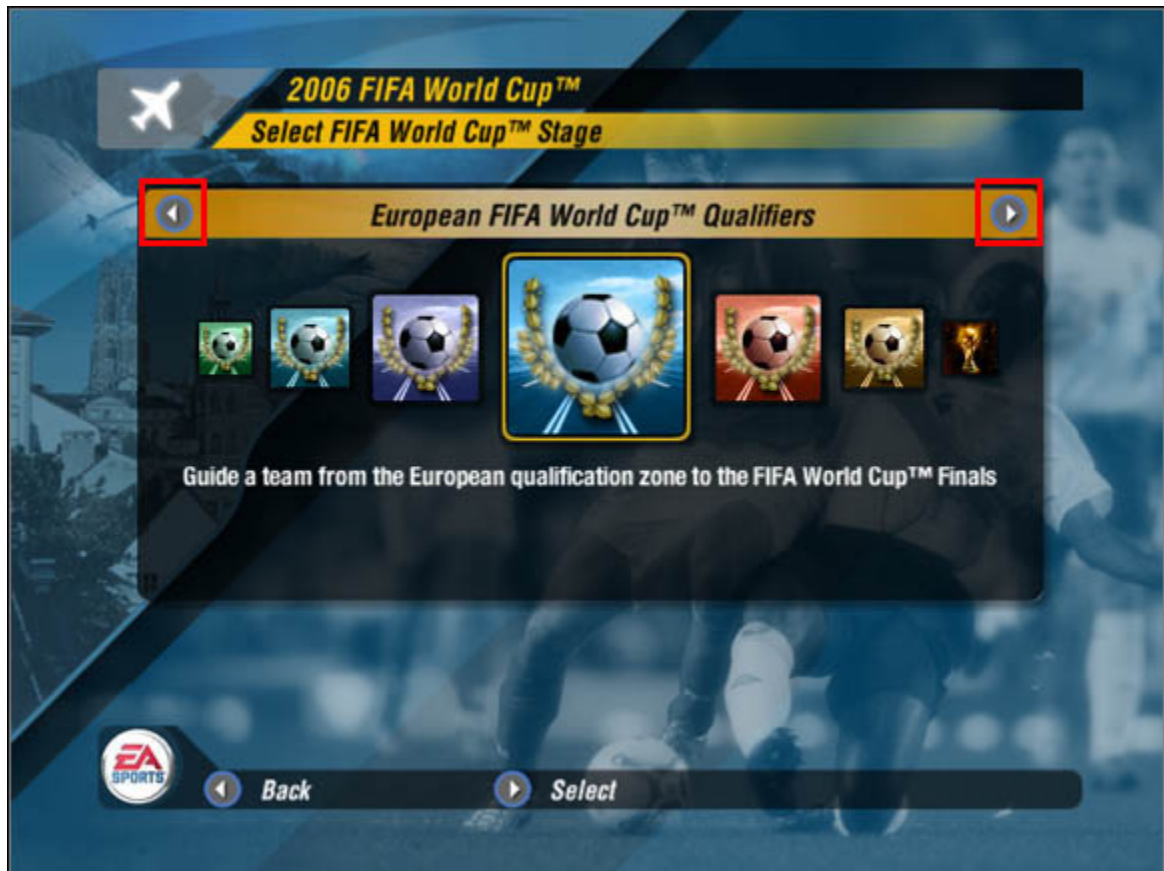 2006 FIFA World Cup™
Select FIFA World Cup™ Stage
European FIFA World Cup™ Qualifiers
Guide a team from the European qualification zone to the FIFA World Cup™ Finals
EA
SPORTS
Back
Select